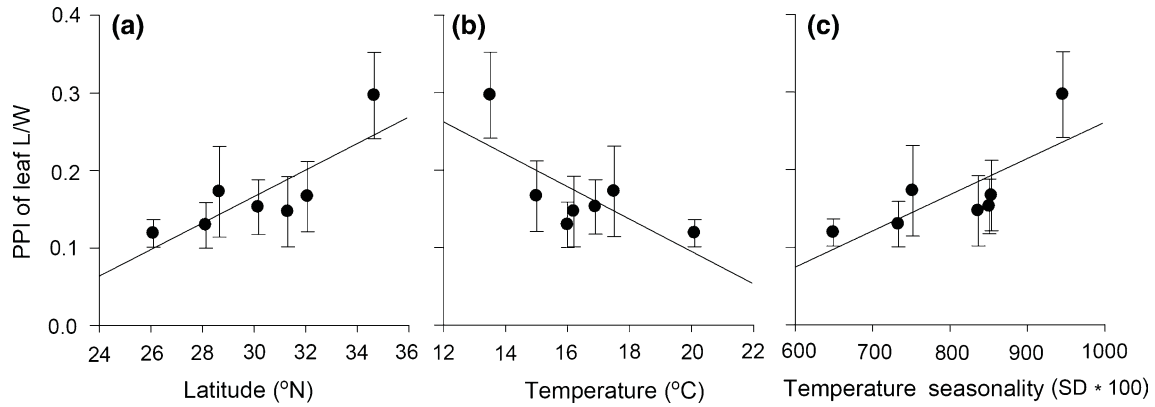 (a) (b) (c)
PPI of leaf L/W
0.4
0.3
0.2
0.1
0.0
24 26 28 30 32 34 36
12 14 16 18 20 22
600 700 800 900 1000
Latitude (°N)
Temperature (°C)
Temperature seasonality (SD * 100)